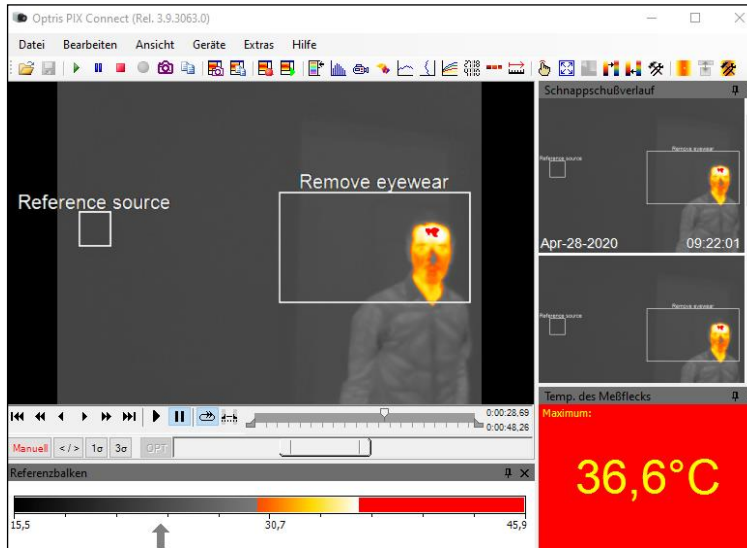 Optris PIX Connect (Rel. 3.9.3063.0)
Datei Bearbeiten Ansicht Geräte Extras Hilfe
Schnappschußverlauf
Reference source
Remove eyewear
Reference source
Remove eyewear
Apr-28-2020 09:22:01
Reference source
Remove eyewear
0:00:28,69
0:00:48,26
Manuell </> 1σ 3σ OPT
Temp. des Meßflecks
Maximum:
36,6°C
Referenzbalken
15,5 30,7 45,9